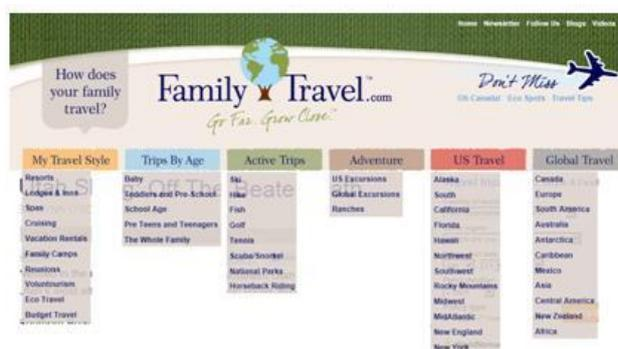 Home Newsletter Follow Us Blogs Videos
How does
your family
travel?
Family Travel.com
Go Far. Grow Close.™
Don't Miss
US Canada! Eco Spots Travel Tips
My Travel Style
Resorts
Lodges & Inns
Spas
Cruising
Vacation Rentals
Family Camps
Reunions
Voluntourism
Eco Travel
Budget Travel
Trips By Age
Baby
Toddlers and Pre-School
School Age
Pre Teens and Teenagers
The Whole Family
Active Trips
Ski
Hike
Fish
Golf
Tennis
Scuba/Snorkel
National Parks
Horseback Riding
Adventure
US Excursions
Global Excursions
Ranches
US Travel
Alaska
South
California
Florida
Hawaii
Northwest
Southwest
Rocky Mountains
Midwest
MidAtlantic
New England
New York
Global Travel
Canada
Europe
South America
Australia
Antarctica
Caribbean
Mexico
Asia
Central America
New Zealand
Africa